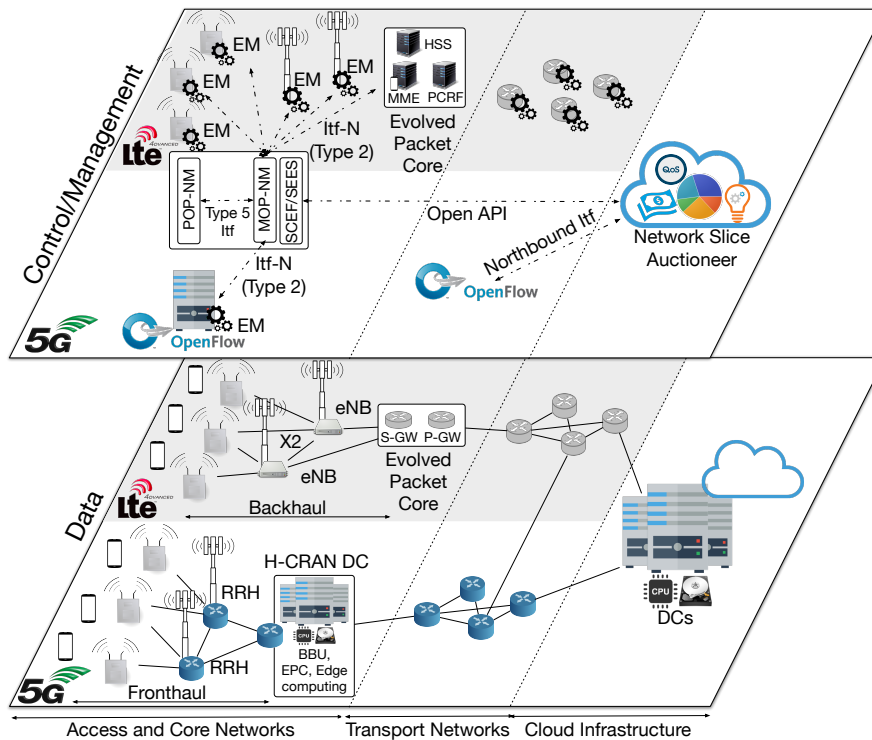 Control/Management
EM
EM
EM
EM
EM
HSS
MME
PCRF
Evolved
Packet
Core
Itf-N
(Type 2)
Lte
ADVANCED
POP-NM
Type 5
Itf
MOP-NM
SCEF/SEES
Open API
QoS
$
Network Slice
Auctioneer
Northbound Itf
Itf-N
(Type 2)
EM
OpenFlow
OpenFlow
5G
Data
eNB
X2
eNB
S-GW
P-GW
Evolved
Packet
Core
Lte
ADVANCED
Backhaul
H-CRAN DC
RRH
RRH
CPU
BBU,
EPC, Edge
computing
CPU
DCs
5G
Fronthaul
Access and Core Networks
Transport Networks
Cloud Infrastructure